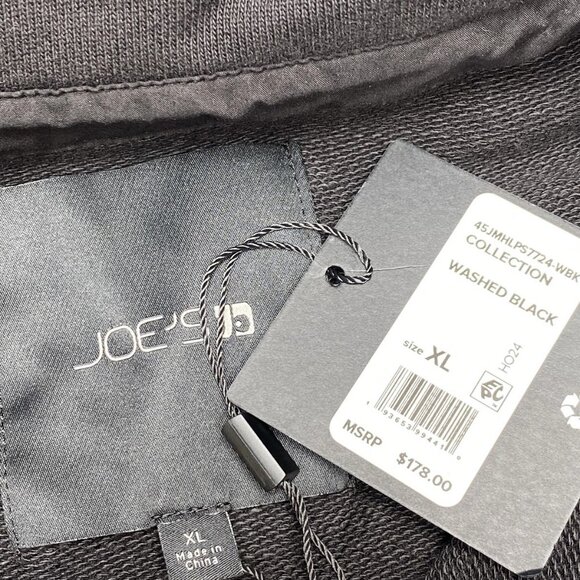 JOE'S
XL
Made in
China
45JMHLPS7724-WBK
COLLECTION
WASHED BLACK
size XL
HO24
MSRP $178.00